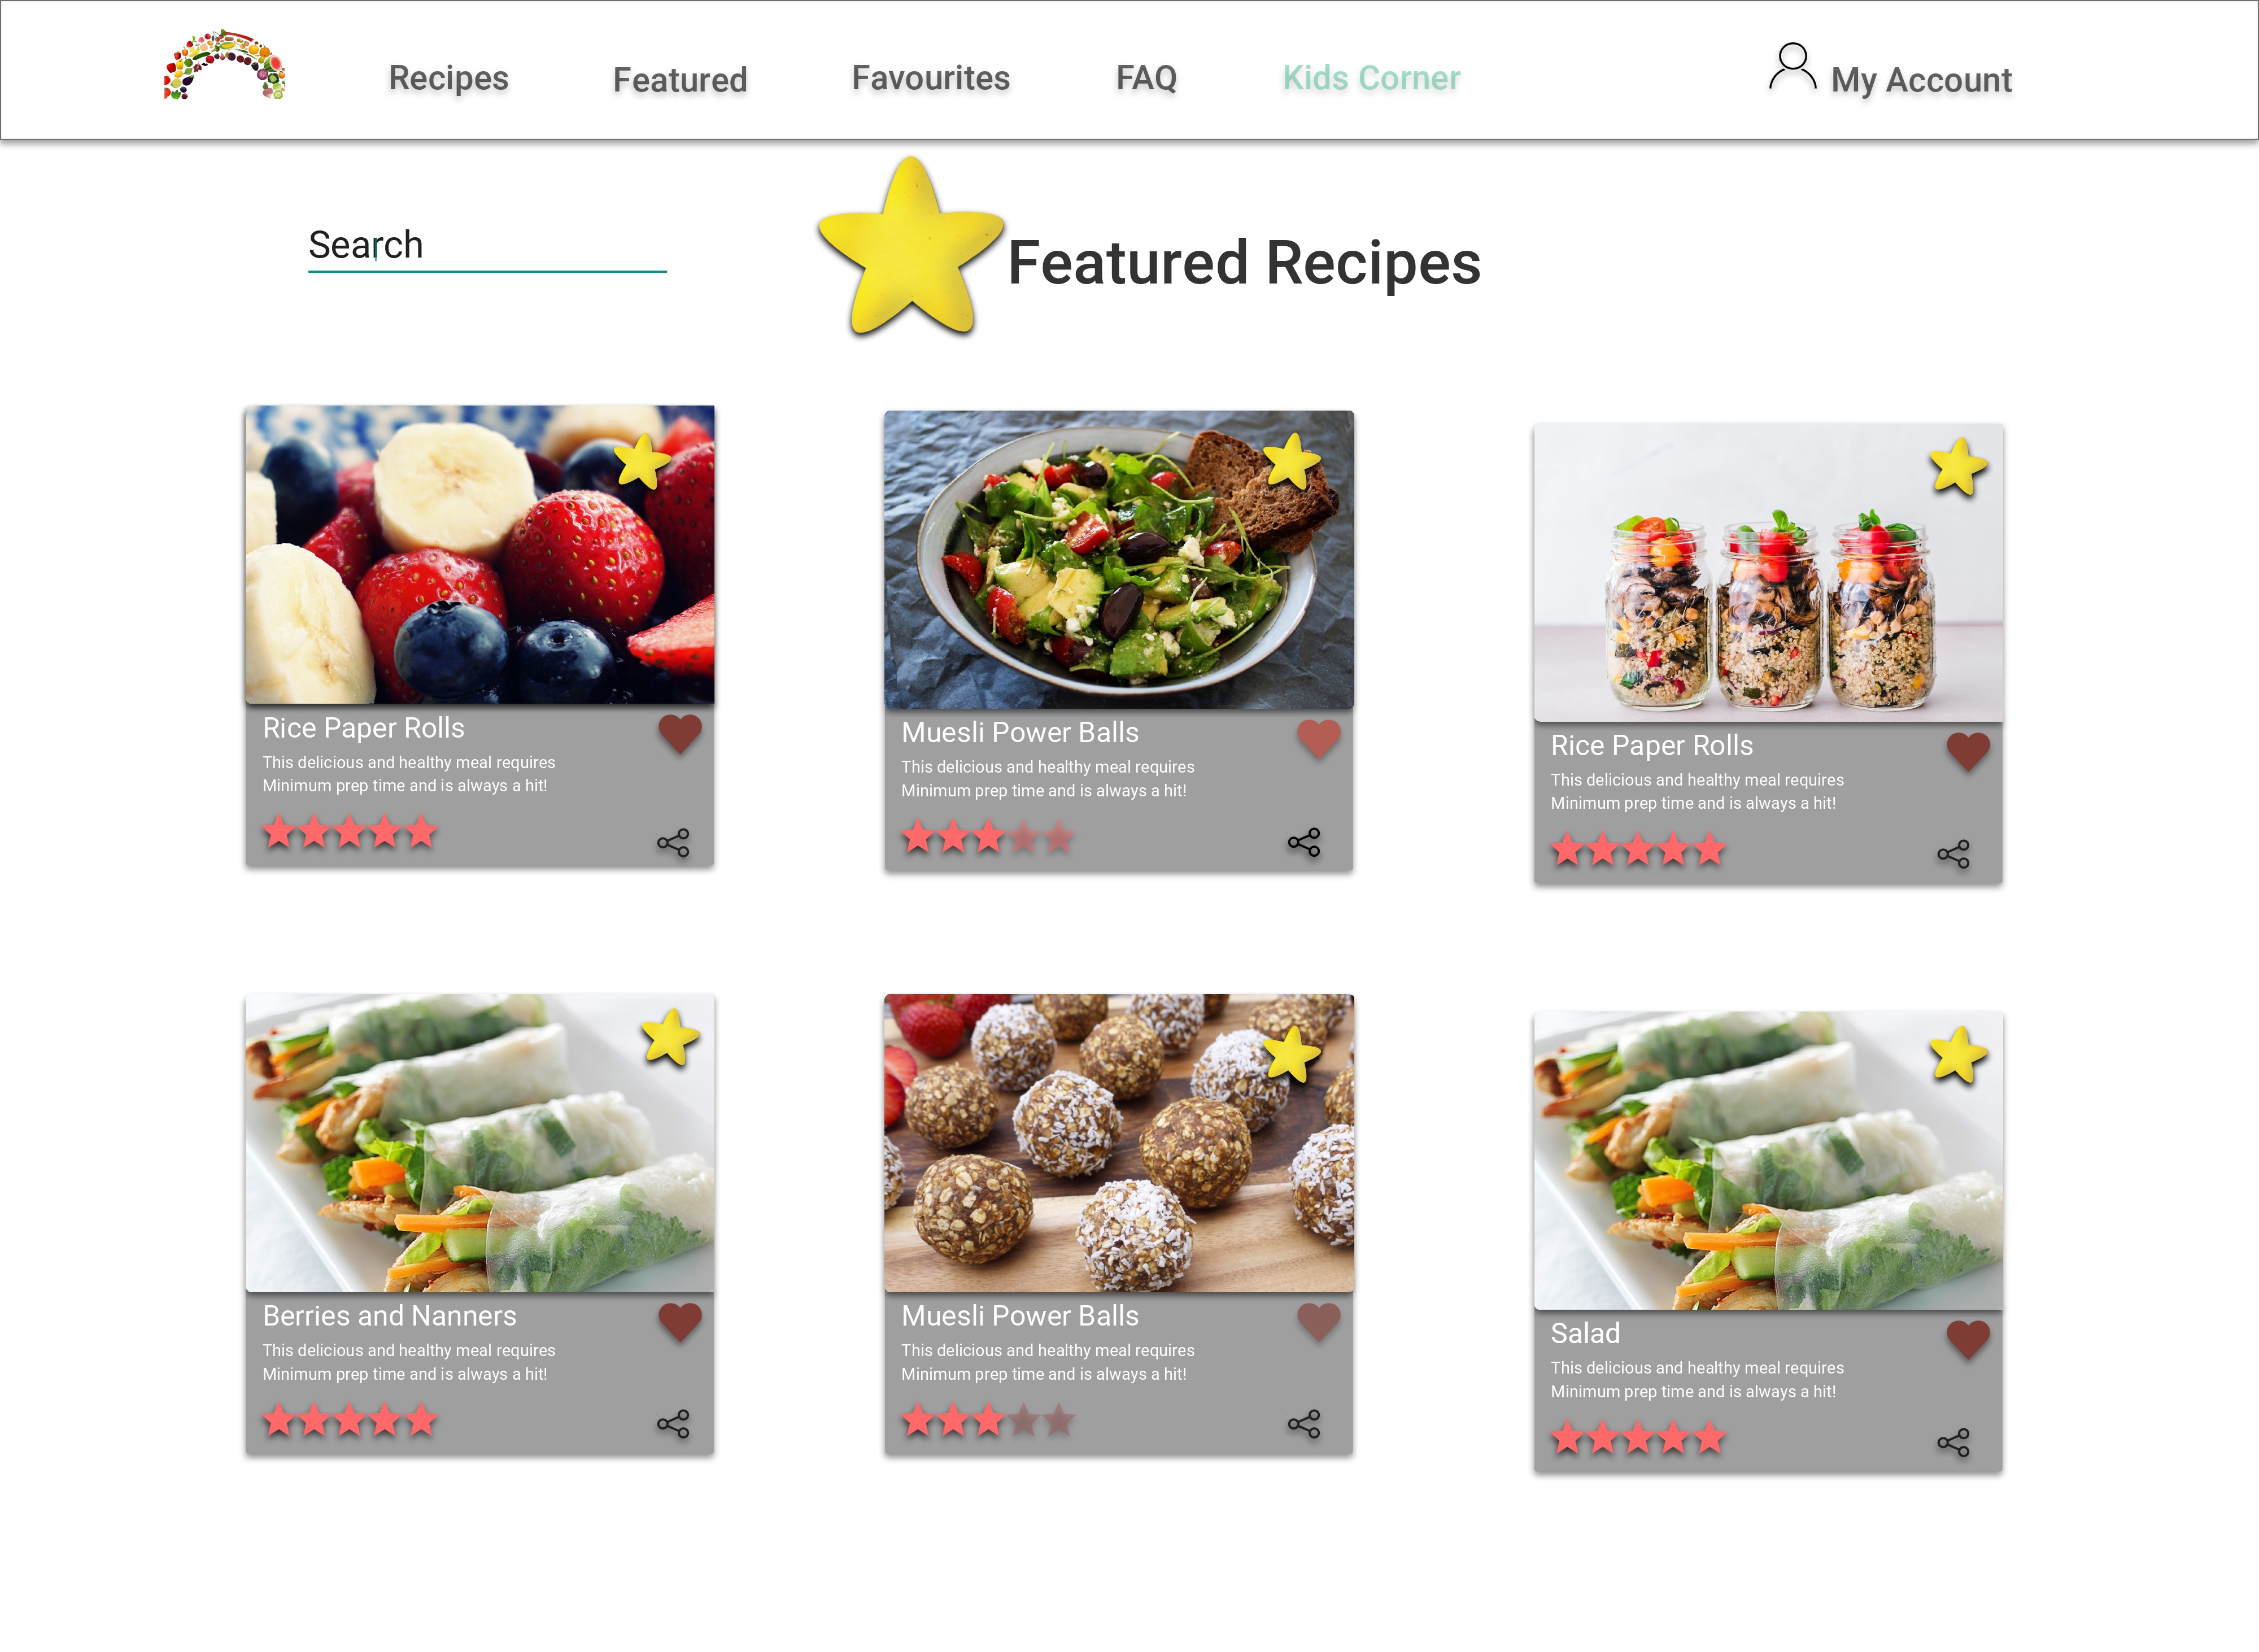 Recipes
Featured
Favourites
FAQ
Kids Corner
My Account
Search
Featured Recipes
Rice Paper Rolls
This delicious and healthy meal requires
Minimum prep time and is always a hit!
Muesli Power Balls
This delicious and healthy meal requires
Minimum prep time and is always a hit!
Rice Paper Rolls
This delicious and healthy meal requires
Minimum prep time and is always a hit!
Berries and Nanners
This delicious and healthy meal requires
Minimum prep time and is always a hit!
Muesli Power Balls
This delicious and healthy meal requires
Minimum prep time and is always a hit!
Salad
This delicious and healthy meal requires
Minimum prep time and is always a hit!